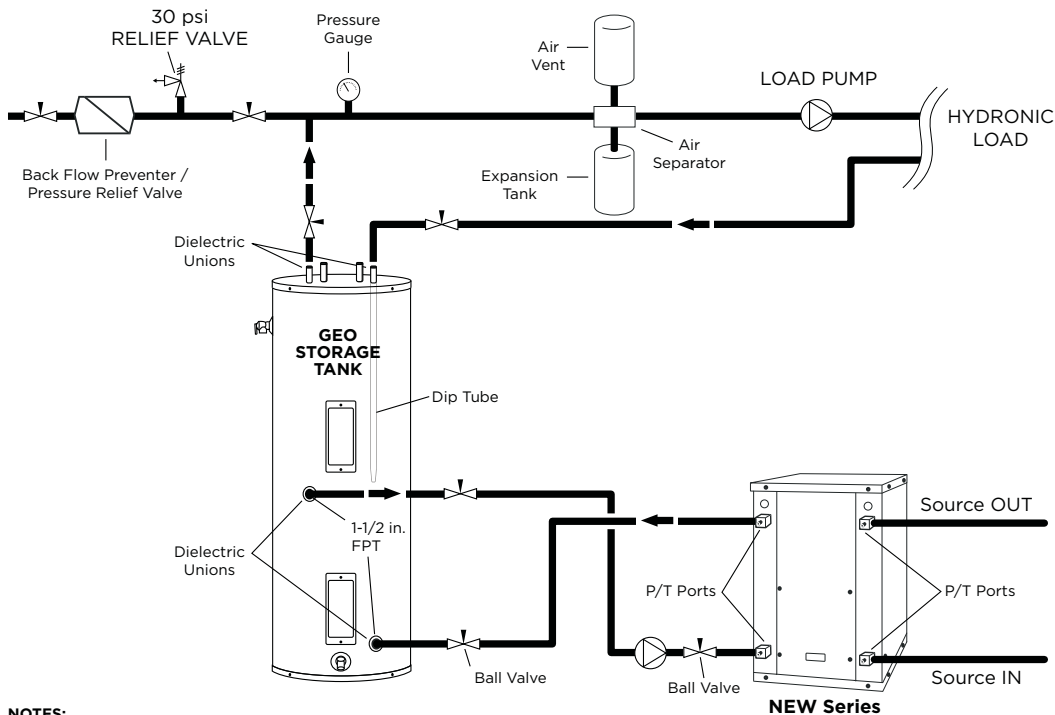 30 psi
RELIEF VALVE
Pressure
Gauge
Air
Vent
LOAD PUMP
HYDRONIC
LOAD
Back Flow Preventer /
Pressure Relief Valve
Air
Separator
Expansion
Tank
Dielectric
Unions
GEO
STORAGE
TANK
Dip Tube
Source OUT
1-1/2 in.
FPT
Dielectric
Unions
P/T Ports
P/T Ports
Ball Valve
Ball Valve
Source IN
NEW Series
NOTES: